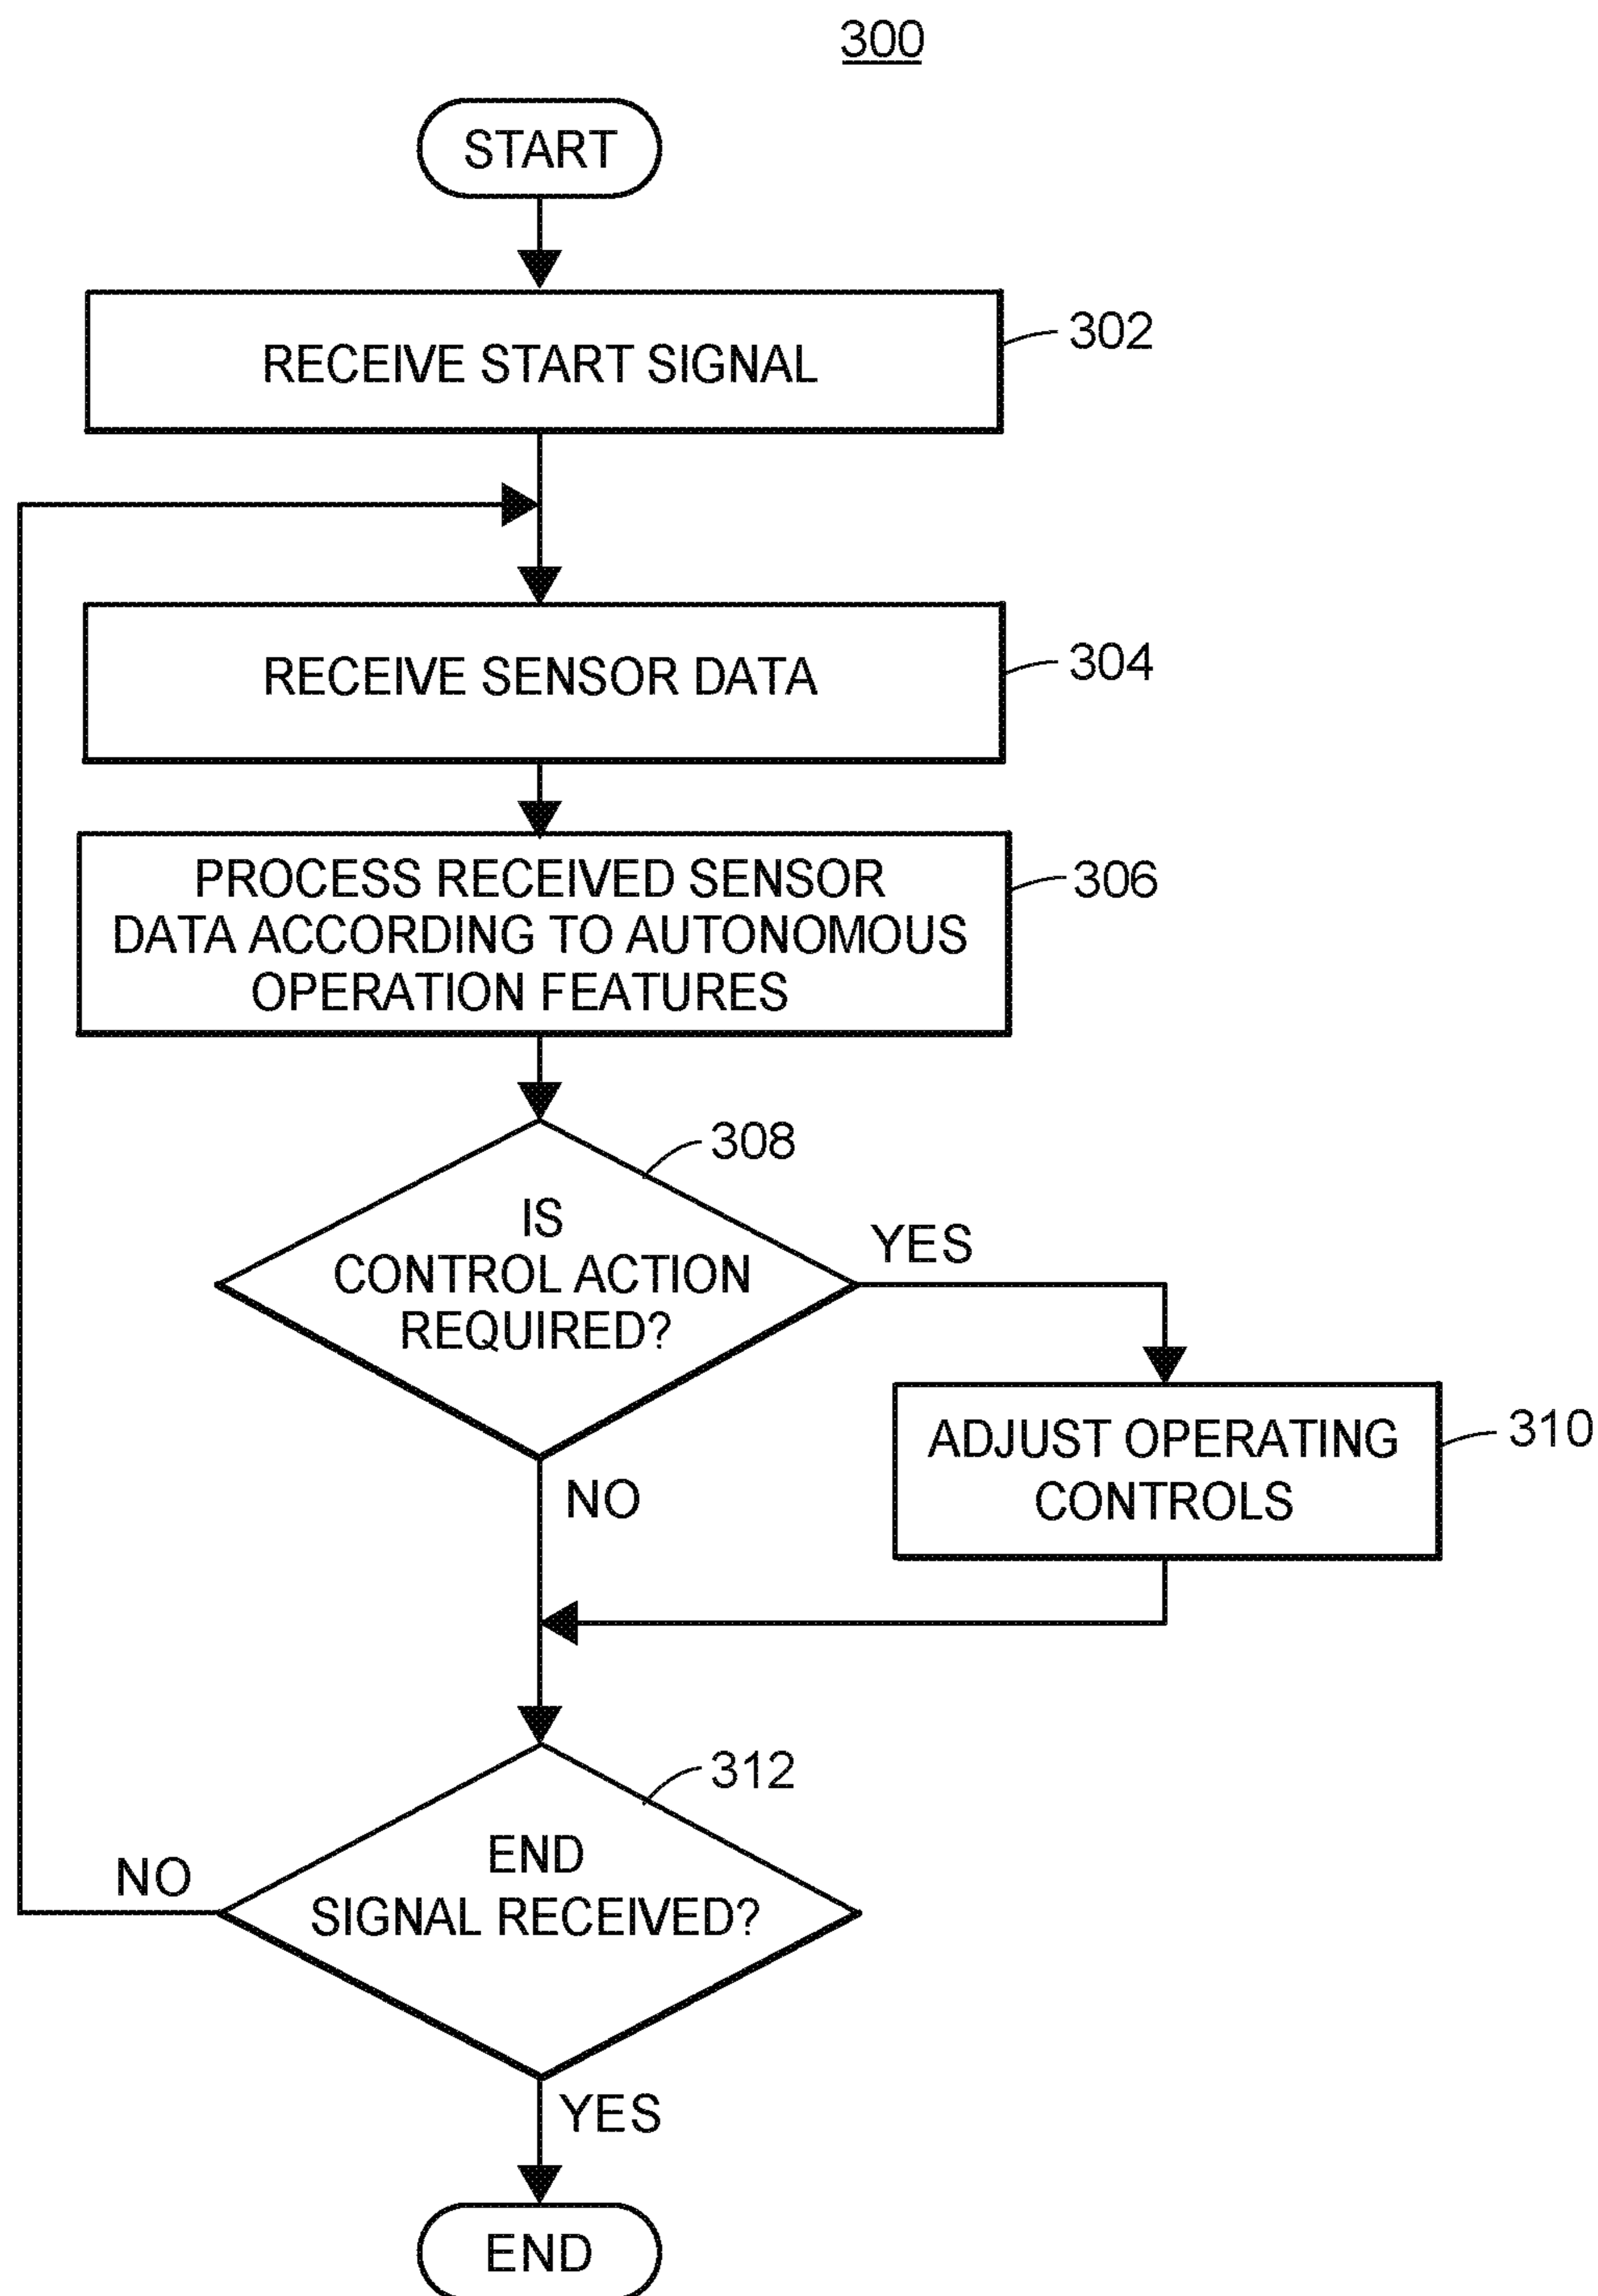 300
START
RECEIVE START SIGNAL
302
RECEIVE SENSOR DATA
304
PROCESS RECEIVED SENSOR
DATA ACCORDING TO AUTONOMOUS
OPERATION FEATURES
306
308
IS
CONTROL ACTION
REQUIRED?
YES
ADJUST OPERATING
CONTROLS
310
NO
312
END
SIGNAL RECEIVED?
NO
YES
END